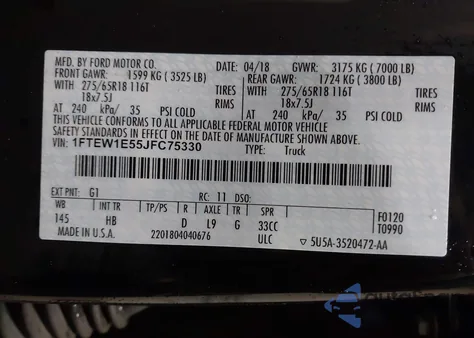 MFD. BY FORD MOTOR CO. 04/18 GVWR: 3175 KG ( 7000 LB)
FRONT GAWR: 1599 KG ( 3525 LB) REAR GAWR: 1724 KG ( 3800 LB)
WITH 275/65R18 116T TIRES WITH 275/65R18 116T TIRES
18x7.5J RIMS 18x7.5J RIMS
AT 240 kPa/ 35 PSI COLD AT 240 kPa/ 35 PSI COLD
THIS VEHICLE CONFORMS TO ALL APPLICABLE FEDERAL MOTOR VEHICLE
SAFETY STANDARDS IN EFFECT ON THE DATE OF MANUFACTURE SHOWN ABOVE.
VIN: 1FTEW1E55JFC75330 TYPE: Truck
EXT PNT: G1 RC: 11 DSO: F0120
WB INT TR TP/PS R AXLE TR SPR T0990
145 HB D L9 G 33CC
2201804040676 ULC ▽ 5U5A-3520472-AA